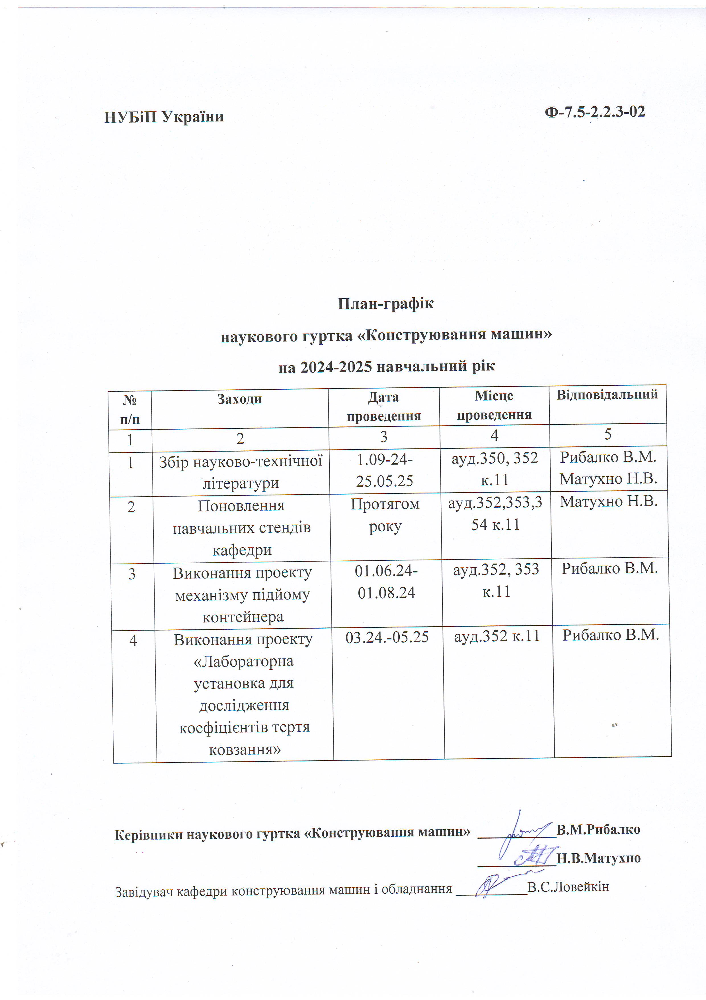 НУБіП України
Ф-7.5-2.2.3-02
План-графік
наукового гуртка «Конструювання машин»
на 2024-2025 навчальний рік
№ п/п
Заходи
Дата проведення
Місце проведення
Відповідальний
1 2 3 4 5
1
Збір науково-технічної
літератури
1.09-24-
25.05.25
ауд.350, 352
к.11
Рибалко В.М.
Матухно Н.В.
2
Поновлення
навчальних стендів
кафедри
Протягом
року
ауд.352,353,3
54 к.11
Матухно Н.В.
3
Виконання проекту
механізму підйому
контейнера
01.06.24-
01.08.24
ауд.352, 353
к.11
Рибалко В.М.
4
Виконання проекту
«Лабораторна
установка для
дослідження
коефіцієнтів тертя
ковзання»
03.24.-05.25
ауд.352 к.11
Рибалко В.М.
Керівники наукового гуртка «Конструювання машин» ___________В.М.Рибалко
___________Н.В.Матухно
Завідувач кафедри конструювання машин і обладнання __________В.С.Ловейкін